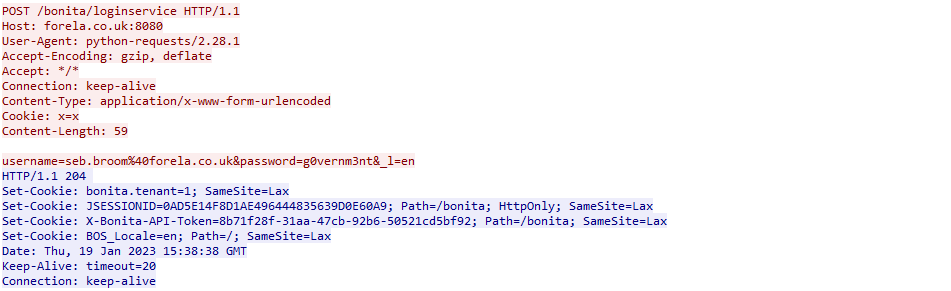 POST /bonita/loginservice HTTP/1.1
Host: forela.co.uk:8080
User-Agent: python-requests/2.28.1
Accept-Encoding: gzip, deflate
Accept: */*
Connection: keep-alive
Content-Type: application/x-www-form-urlencoded
Cookie: x=x
Content-Length: 59

username=seb.broom%40forela.co.uk&password=g0vernm3nt&_l=en
HTTP/1.1 204
Set-Cookie: bonita.tenant=1; SameSite=Lax
Set-Cookie: JSESSIONID=0AD5E14F8D1AE496444835639D0E60A9; Path=/bonita; HttpOnly; SameSite=Lax
Set-Cookie: X-Bonita-API-Token=8b71f28f-31aa-47cb-92b6-50521cd5bf92; Path=/bonita; SameSite=Lax
Set-Cookie: BOS_Locale=en; Path=/; SameSite=Lax
Date: Thu, 19 Jan 2023 15:38:38 GMT
Keep-Alive: timeout=20
Connection: keep-alive